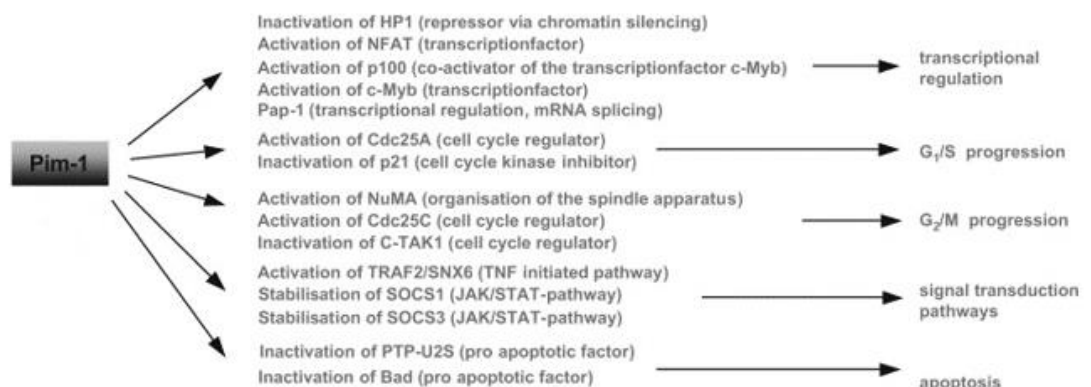 Inactivation of HP1 (repressor via chromatin silencing)
Activation of NFAT (transcriptionfactor)
Activation of p100 (co-activator of the transcriptionfactor c-Myb)
Activation of c-Myb (transcriptionfactor)
Pap-1 (transcriptional regulation, mRNA splicing)
transcriptional
regulation
Pim-1
Activation of Cdc25A (cell cycle regulator)
Inactivation of p21 (cell cycle kinase inhibitor)
G₁/S progression
Activation of NuMA (organisation of the spindle apparatus)
Activation of Cdc25C (cell cycle regulator)
Inactivation of C-TAK1 (cell cycle regulator)
G₂/M progression
Activation of TRAF2/SNX6 (TNF initiated pathway)
Stabilisation of SOCS1 (JAK/STAT-pathway)
Stabilisation of SOCS3 (JAK/STAT-pathway)
signal transduction
pathways
Inactivation of PTP-U2S (pro apoptotic factor)
Inactivation of Bad (pro apoptotic factor)
apoptosis